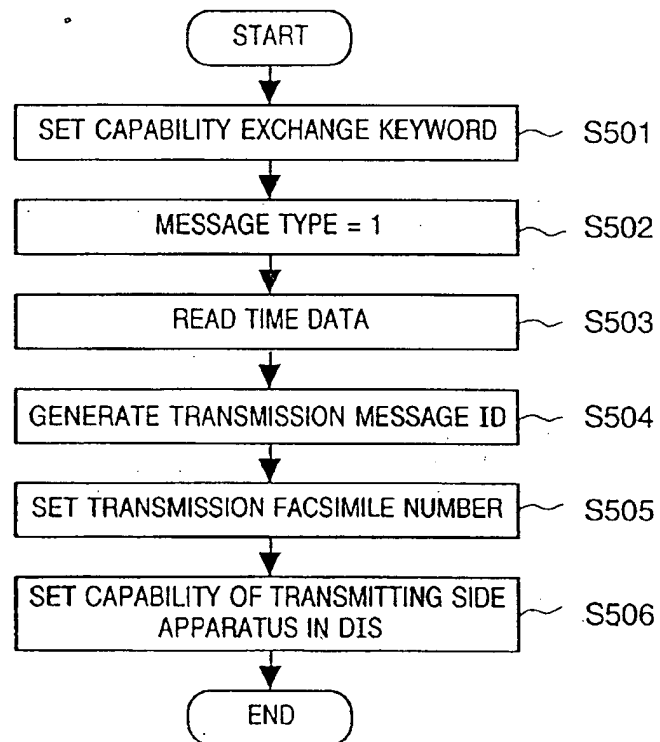 START
SET CAPABILITY EXCHANGE KEYWORD
S501
MESSAGE TYPE = 1
S502
READ TIME DATA
S503
GENERATE TRANSMISSION MESSAGE ID
S504
SET TRANSMISSION FACSIMILE NUMBER
S505
SET CAPABILITY OF TRANSMITTING SIDE
APPARATUS IN DIS
S506
END